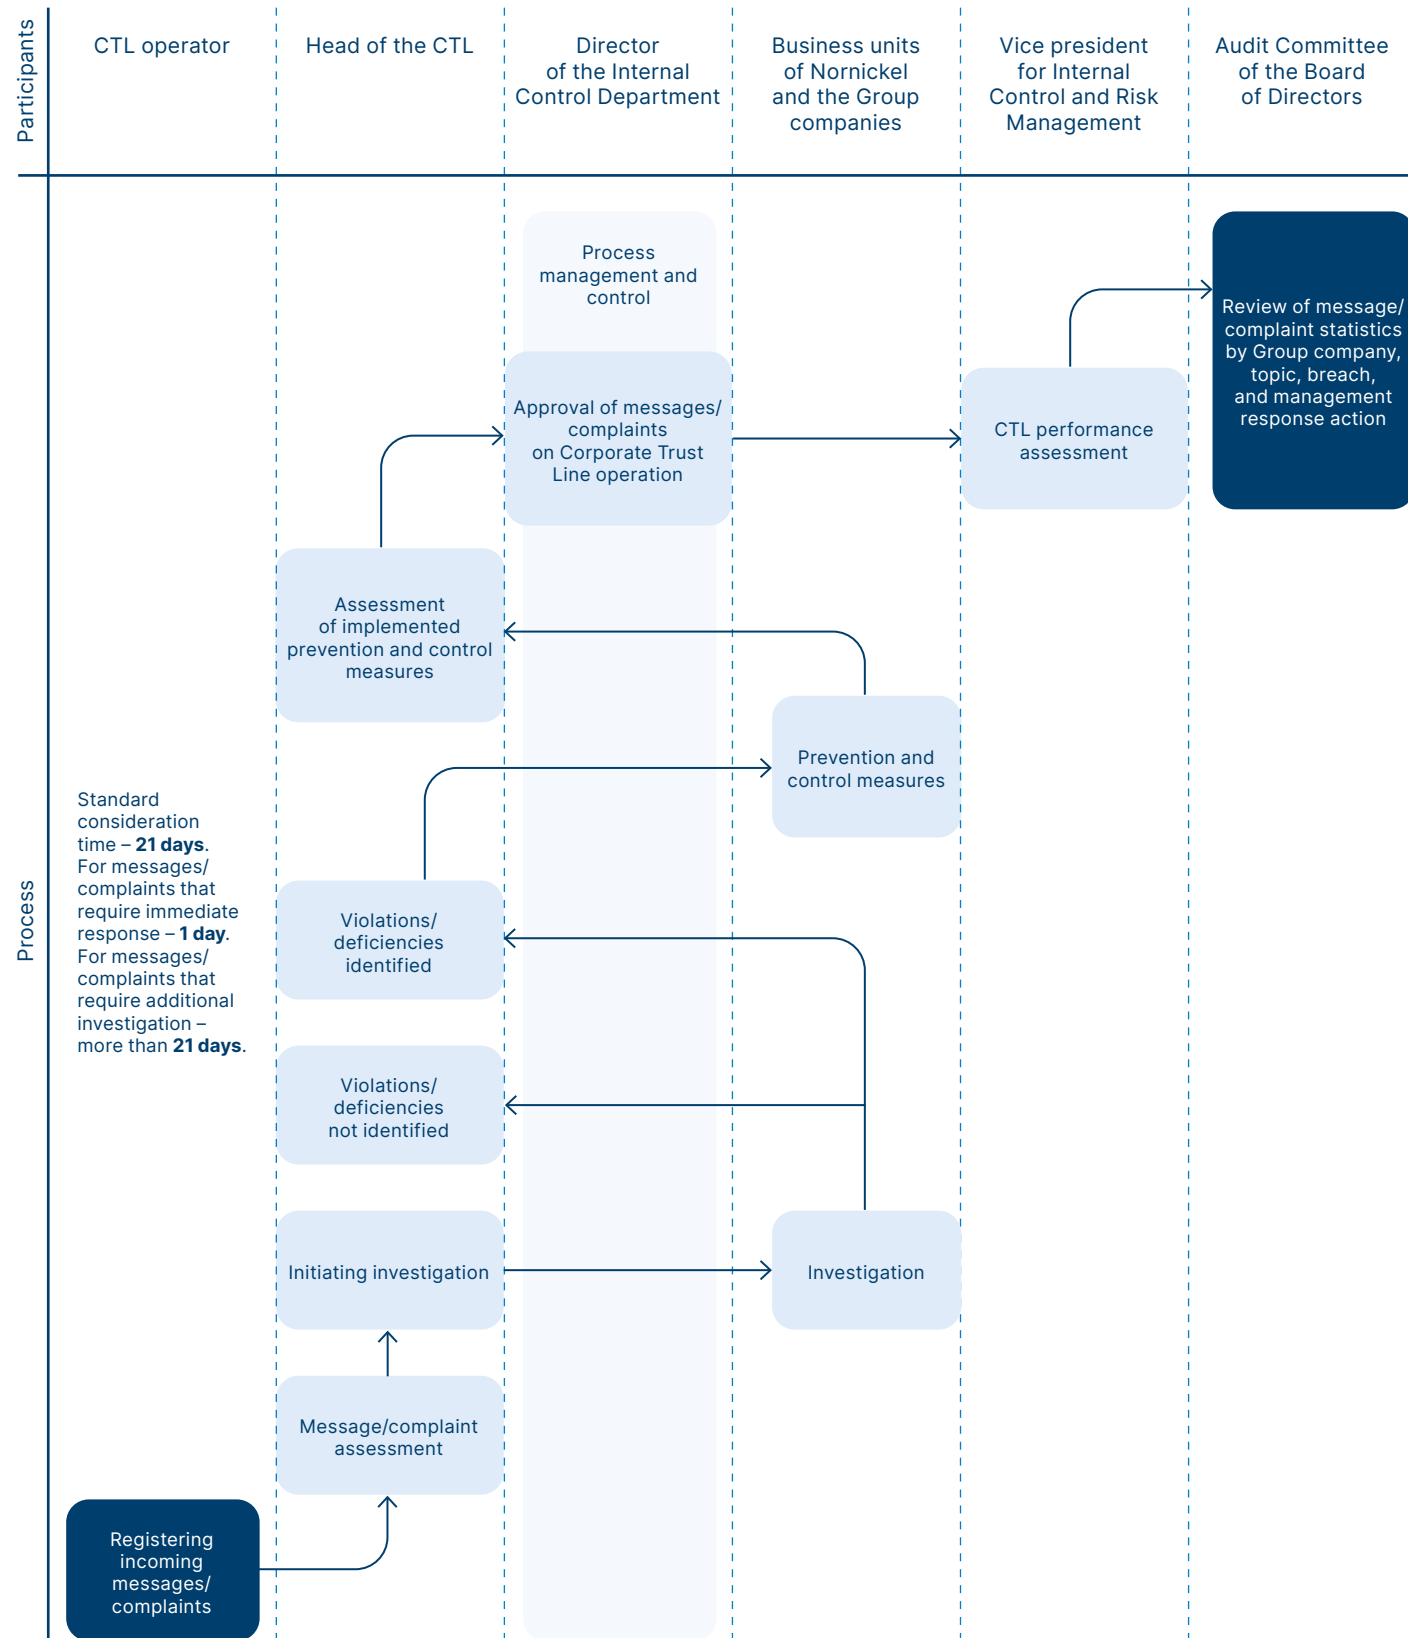 Participants
CTL operator
Head of the CTL
Director
of the Internal
Control Department
Business units
of Nornickel
and the Group
companies
Vice president
for Internal
Control and Risk
Management
Audit Committee
of the Board
of Directors
Process
Process
management and
control
Review of message/
complaint statistics
by Group company,
topic, breach,
and management
response action
Approval of messages/
complaints
on Corporate Trust
Line operation
CTL performance
assessment
Assessment
of implemented
prevention and control
measures
Prevention and
control measures
Standard
consideration
time – 21 days.
For messages/
complaints that
require immediate
response – 1 day.
For messages/
complaints that
require additional
investigation –
more than 21 days.
Violations/
deficiencies
identified
Violations/
deficiencies
not identified
Initiating investigation
Investigation
Message/complaint
assessment
Registering
incoming
messages/
complaints